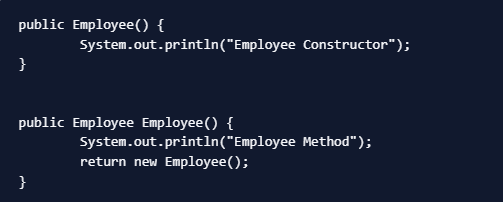 public Employee() {
        System.out.println("Employee Constructor");
}
public Employee Employee() {
        System.out.println("Employee Method");
        return new Employee();
}